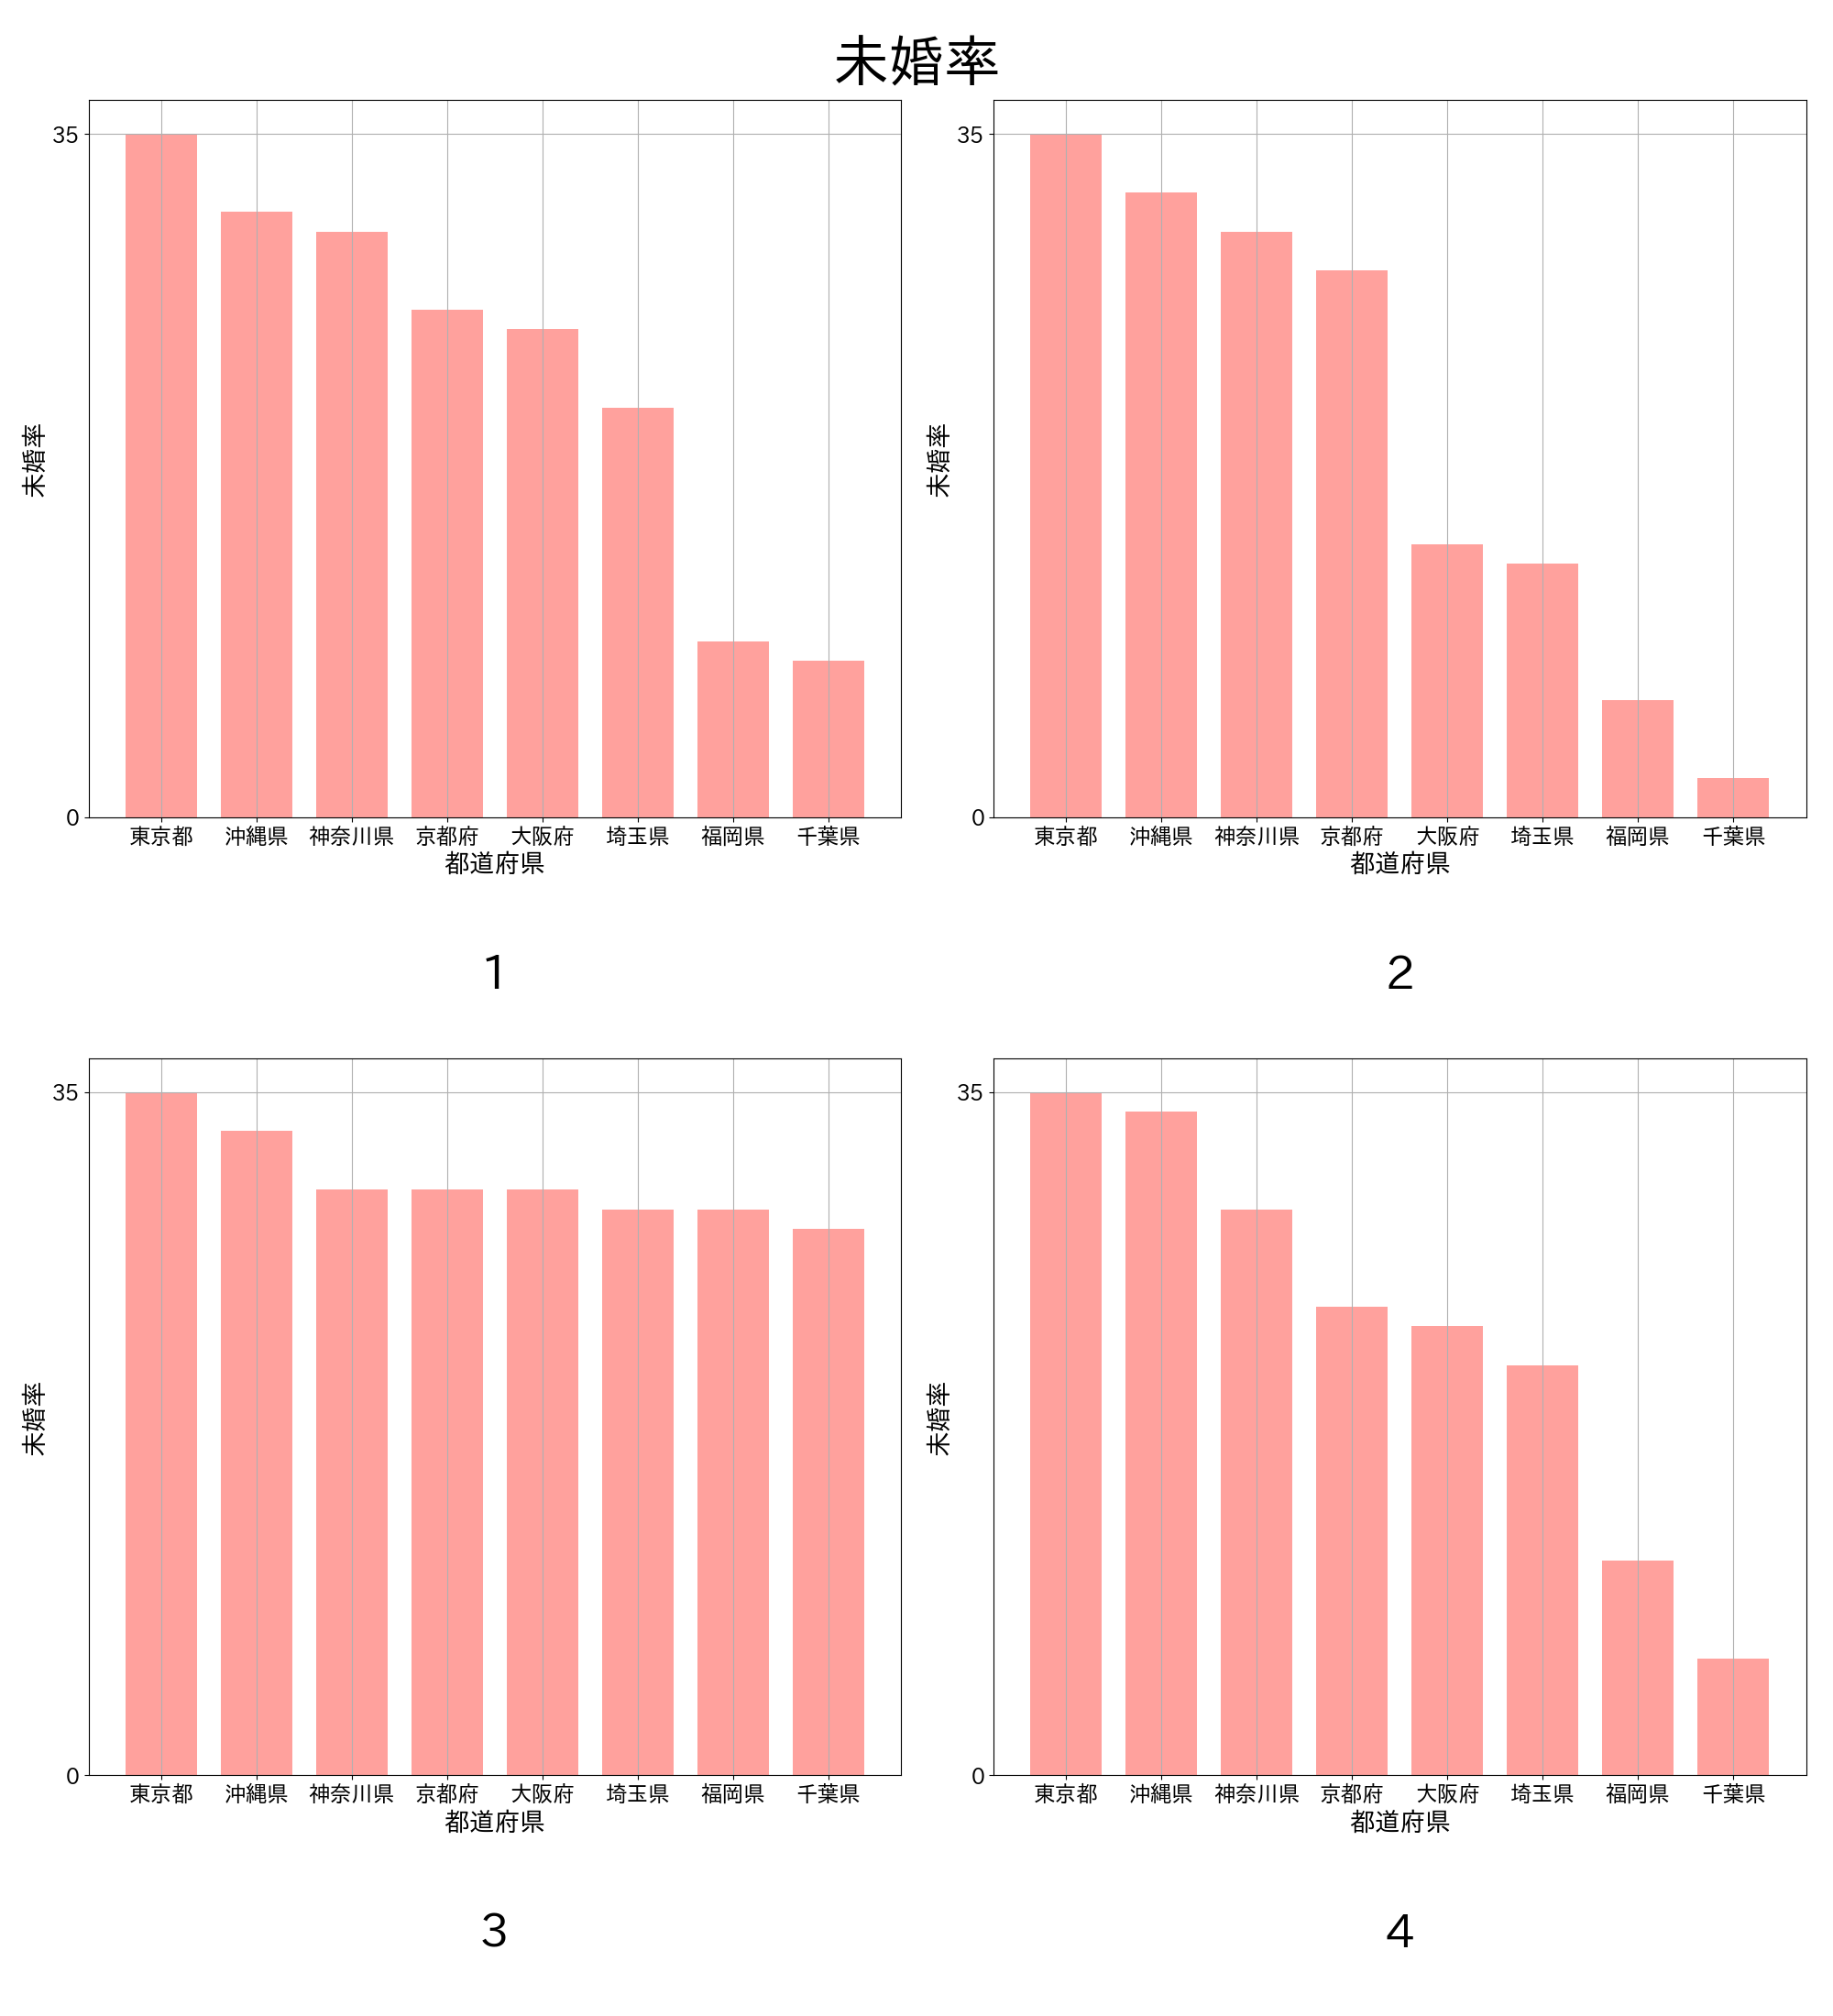 未婚率
35
0
未婚率
東京都 沖縄県 神奈川県 京都府 大阪府 埼玉県 福岡県 千葉県
都道府県
1
35
0
未婚率
東京都 沖縄県 神奈川県 京都府 大阪府 埼玉県 福岡県 千葉県
都道府県
2
35
0
未婚率
東京都 沖縄県 神奈川県 京都府 大阪府 埼玉県 福岡県 千葉県
都道府県
3
35
0
未婚率
東京都 沖縄県 神奈川県 京都府 大阪府 埼玉県 福岡県 千葉県
都道府県
4